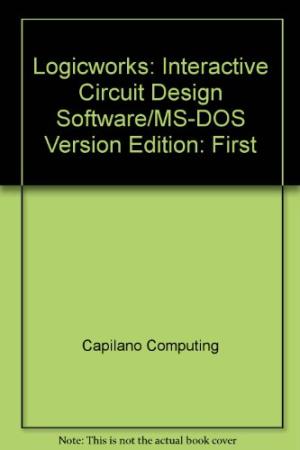 Logicworks: Interactive
Circuit Design
Software/MS-DOS
Version Edition: First
Capilano Computing
Note: This is not the actual book cover